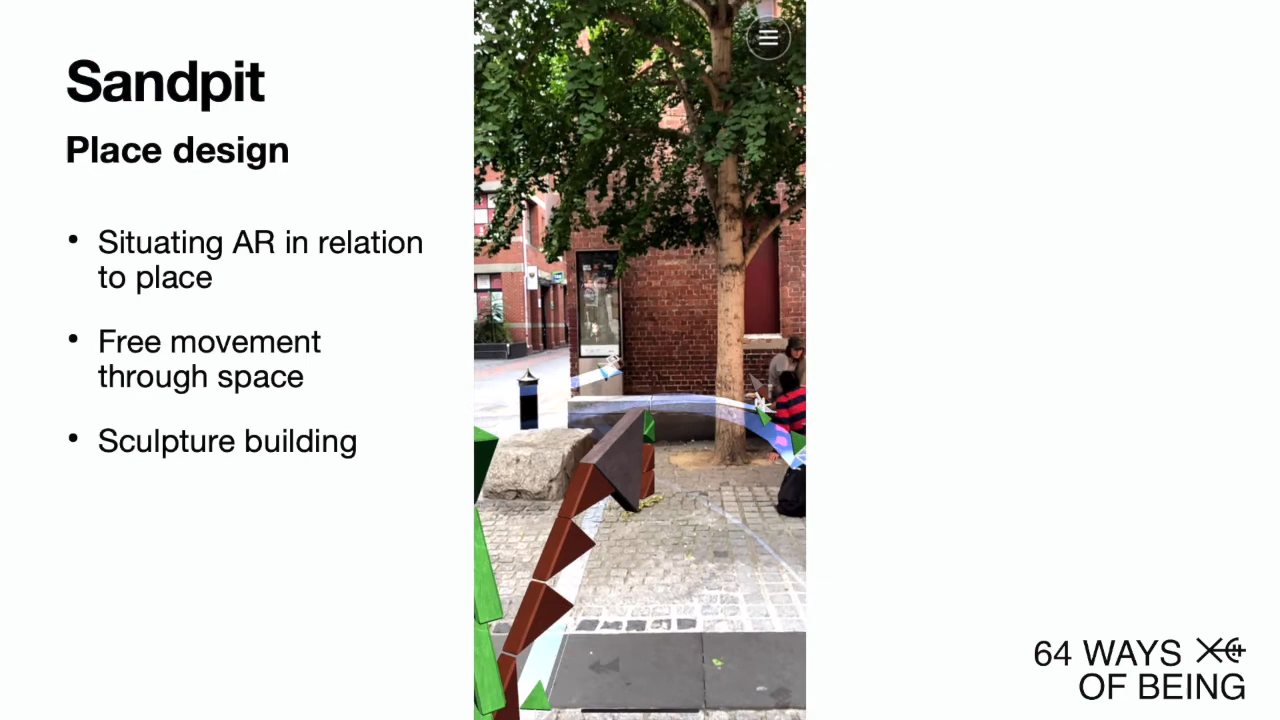 Sandpit
Place design
• Situating AR in relation
to place
• Free movement
through space
• Sculpture building
64 WAYS
OF BEING